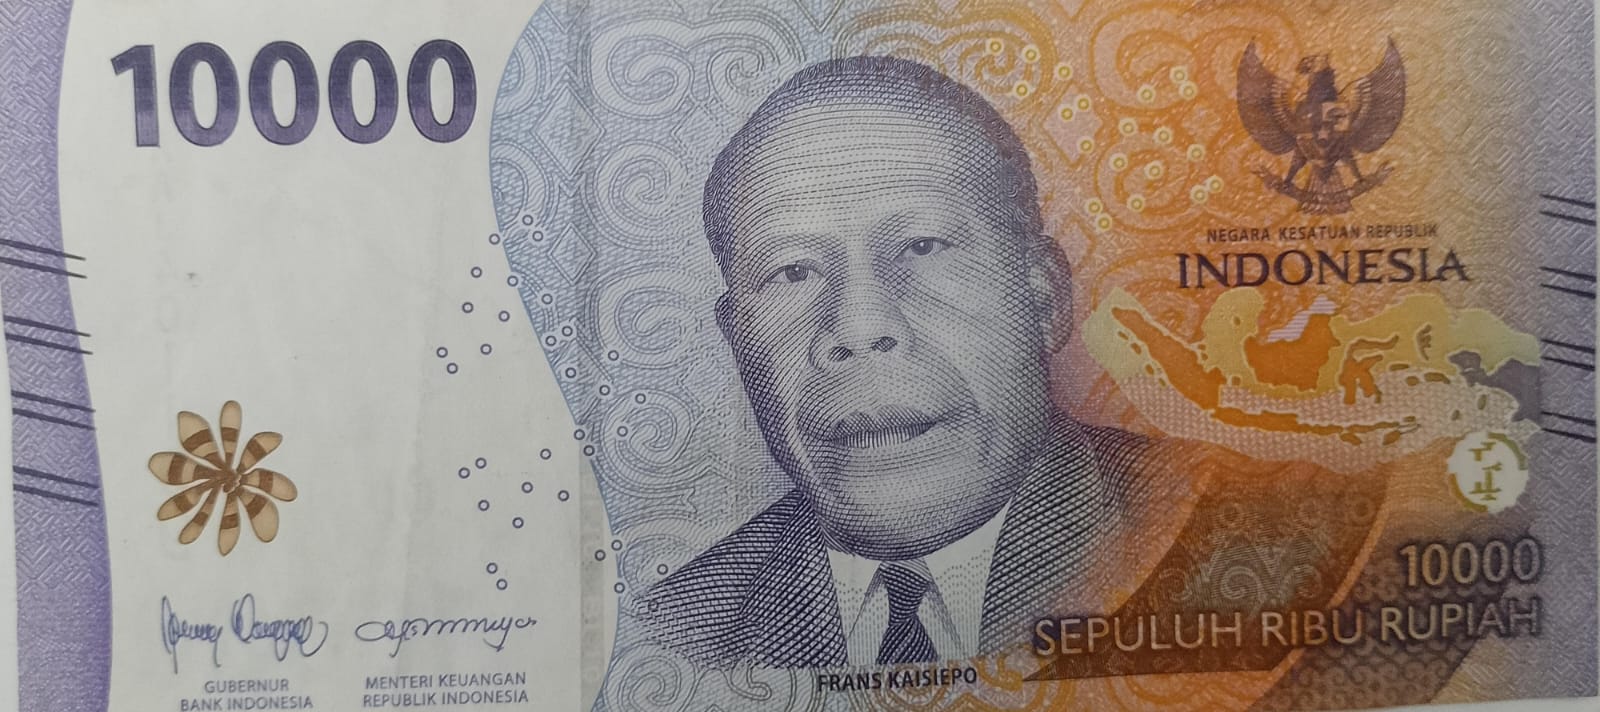 10000
GUBERNUR
BANK INDONESIA
MENTERI KEUANGAN
REPUBLIK INDONESIA
FRANS KAISIEPO
NEGARA KESATUAN REPUBLIK
INDONESIA
10000
SEPULUH RIBU RUPIAH